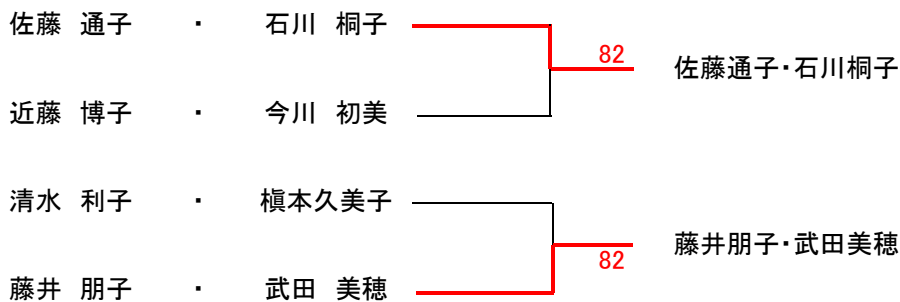 佐藤 通子 ・ 石川 桐子
82
佐藤通子・石川桐子
近藤 博子 ・ 今川 初美
清水 利子 ・ 槇本久美子
藤井朋子・武田美穂
82
藤井 朋子 ・ 武田 美穂